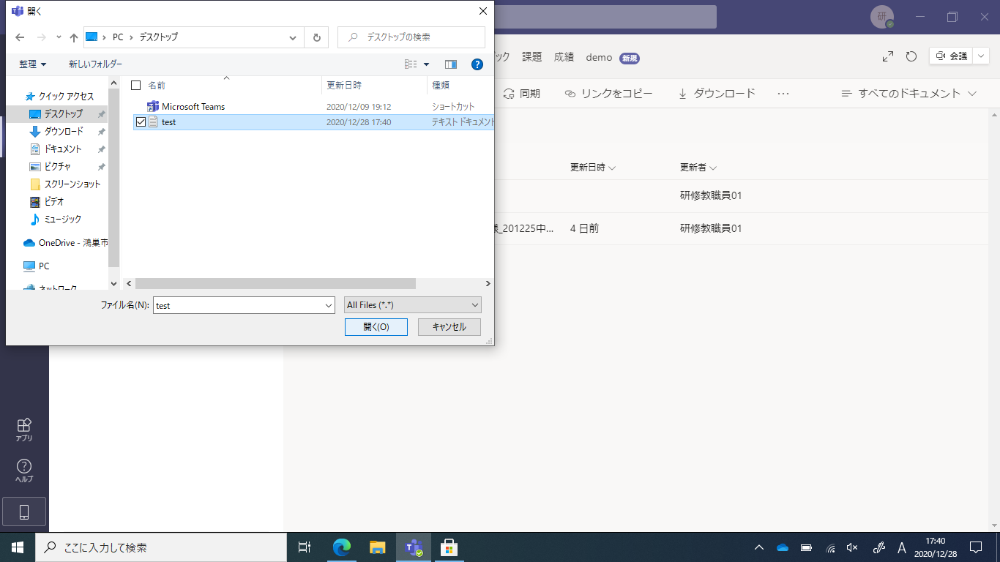 開く
PC デスクトップ
デスクトップの検索
整理 新しいフォルダー
クイック アクセス
デスクトップ
ダウンロード
ドキュメント
ピクチャ
スクリーンショット
ビデオ
ミュージック
OneDrive - 鴻巣市
PC
ネットワーク
名前 更新日時 種類
Microsoft Teams 2020/12/09 19:12 ショートカット
test 2020/12/28 17:40 テキスト ドキュメント
ファイル名(N): test All Files (*.*)
開く(O) キャンセル
研
ック 課題 成績 demo 新規 会議
同期 リンクをコピー ダウンロード ··· すべてのドキュメント
更新日時 更新者
研修教職員01
様_201225中... 4 日前 研修教職員01
アプリ
ヘルプ
ここに入力して検索
A
17:40
2020/12/28